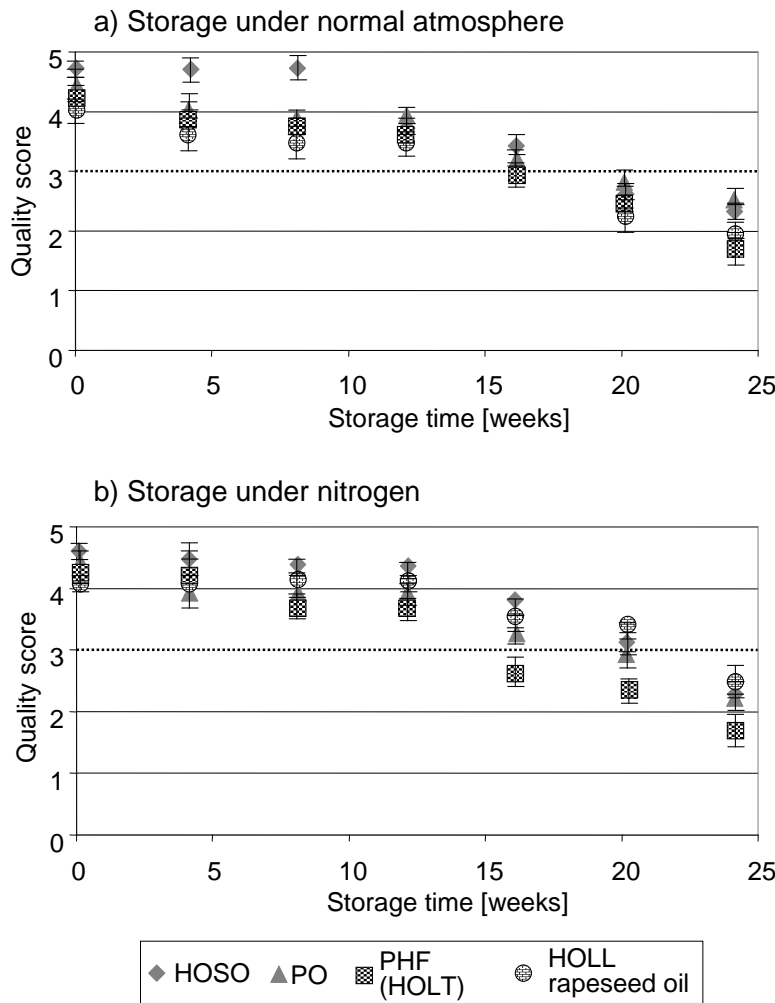 a) Storage under normal atmosphere
5
4
3
2
1
0
Quality score
0 5 10 15 20 25
Storage time [weeks]
b) Storage under nitrogen
5
4
3
2
1
0
Quality score
0 5 10 15 20 25
Storage time [weeks]
HOSO PO PHF HOLL
(HOLT) rapeseed oil